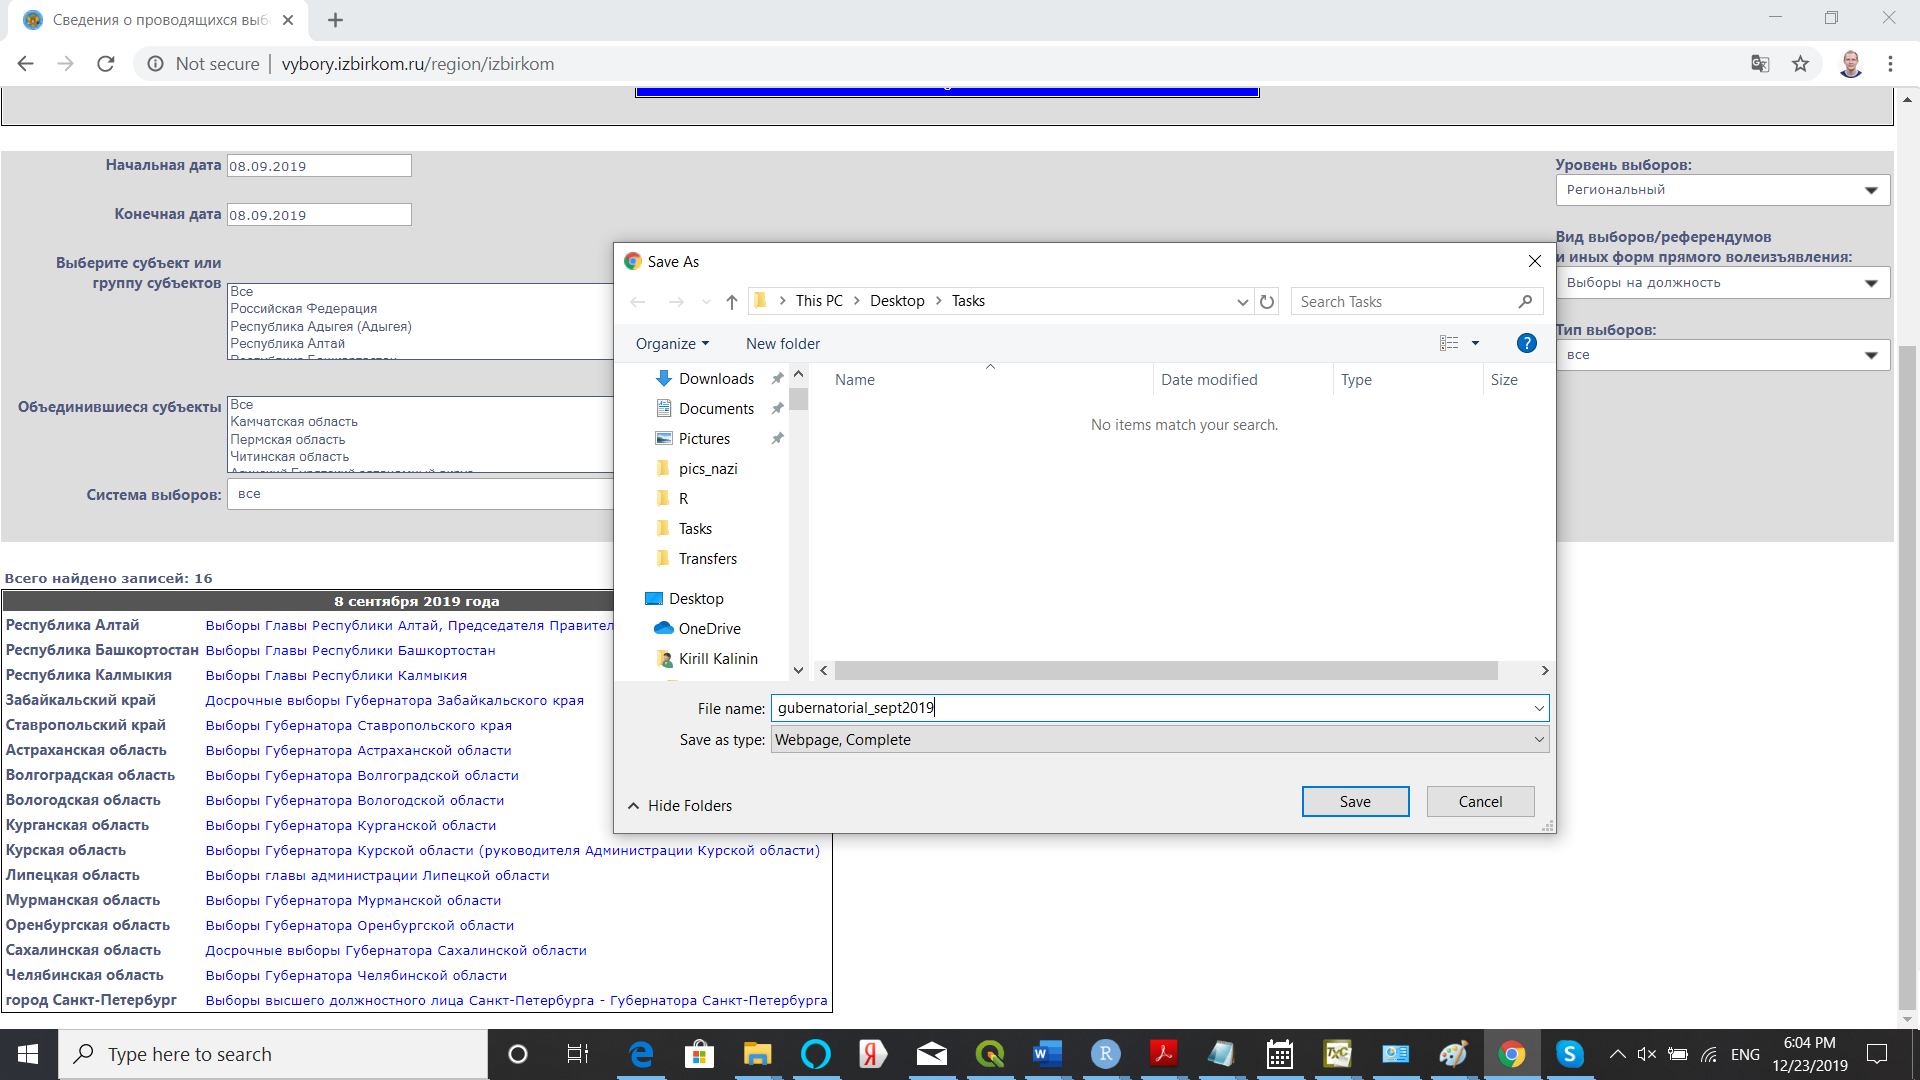 Сведения о проводящихся выб
Not secure | vybory.izbirkom.ru/region/izbirkom
Начальная дата 08.09.2019
Конечная дата 08.09.2019
Выберите субъект или
группу субъектов
Все
Российская Федерация
Республика Адыгея (Адыгея)
Республика Алтай
Объединившиеся субъекты
Все
Камчатская область
Пермская область
Читинская область
Система выборов: все
Уровень выборов:
Региональный
Вид выборов/референдумов
и иных форм прямого волеизъявления:
Выборы на должность
Тип выборов:
все
Save As
This PC > Desktop > Tasks
Search Tasks
Organize
New folder
?
Downloads
Documents
Pictures
pics_nazi
R
Tasks
Transfers
Desktop
OneDrive
Kirill Kalinin
Name Date modified Type Size
No items match your search.
File name: gubernatorial_sept2019
Save as type: Webpage, Complete
Hide Folders
Save Cancel
Всего найдено записей: 16
8 сентября 2019 года
Республика Алтай Выборы Главы Республики Алтай, Председателя Правител
Республика Башкортостан Выборы Главы Республики Башкортостан
Республика Калмыкия Выборы Главы Республики Калмыкия
Забайкальский край Досрочные выборы Губернатора Забайкальского края
Ставропольский край Выборы Губернатора Ставропольского края
Астраханская область Выборы Губернатора Астраханской области
Волгоградская область Выборы Губернатора Волгоградской области
Вологодская область Выборы Губернатора Вологодской области
Курганская область Выборы Губернатора Курганской области
Курская область Выборы Губернатора Курской области (руководителя Администрации Курской области)
Липецкая область Выборы главы администрации Липецкой области
Мурманская область Выборы Губернатора Мурманской области
Оренбургская область Выборы Губернатора Оренбургской области
Сахалинская область Досрочные выборы Губернатора Сахалинской области
Челябинская область Выборы Губернатора Челябинской области
город Санкт-Петербург Выборы высшего должностного лица Санкт-Петербурга - Губернатора Санкт-Петербурга
Type here to search
ENG
6:04 PM
12/23/2019